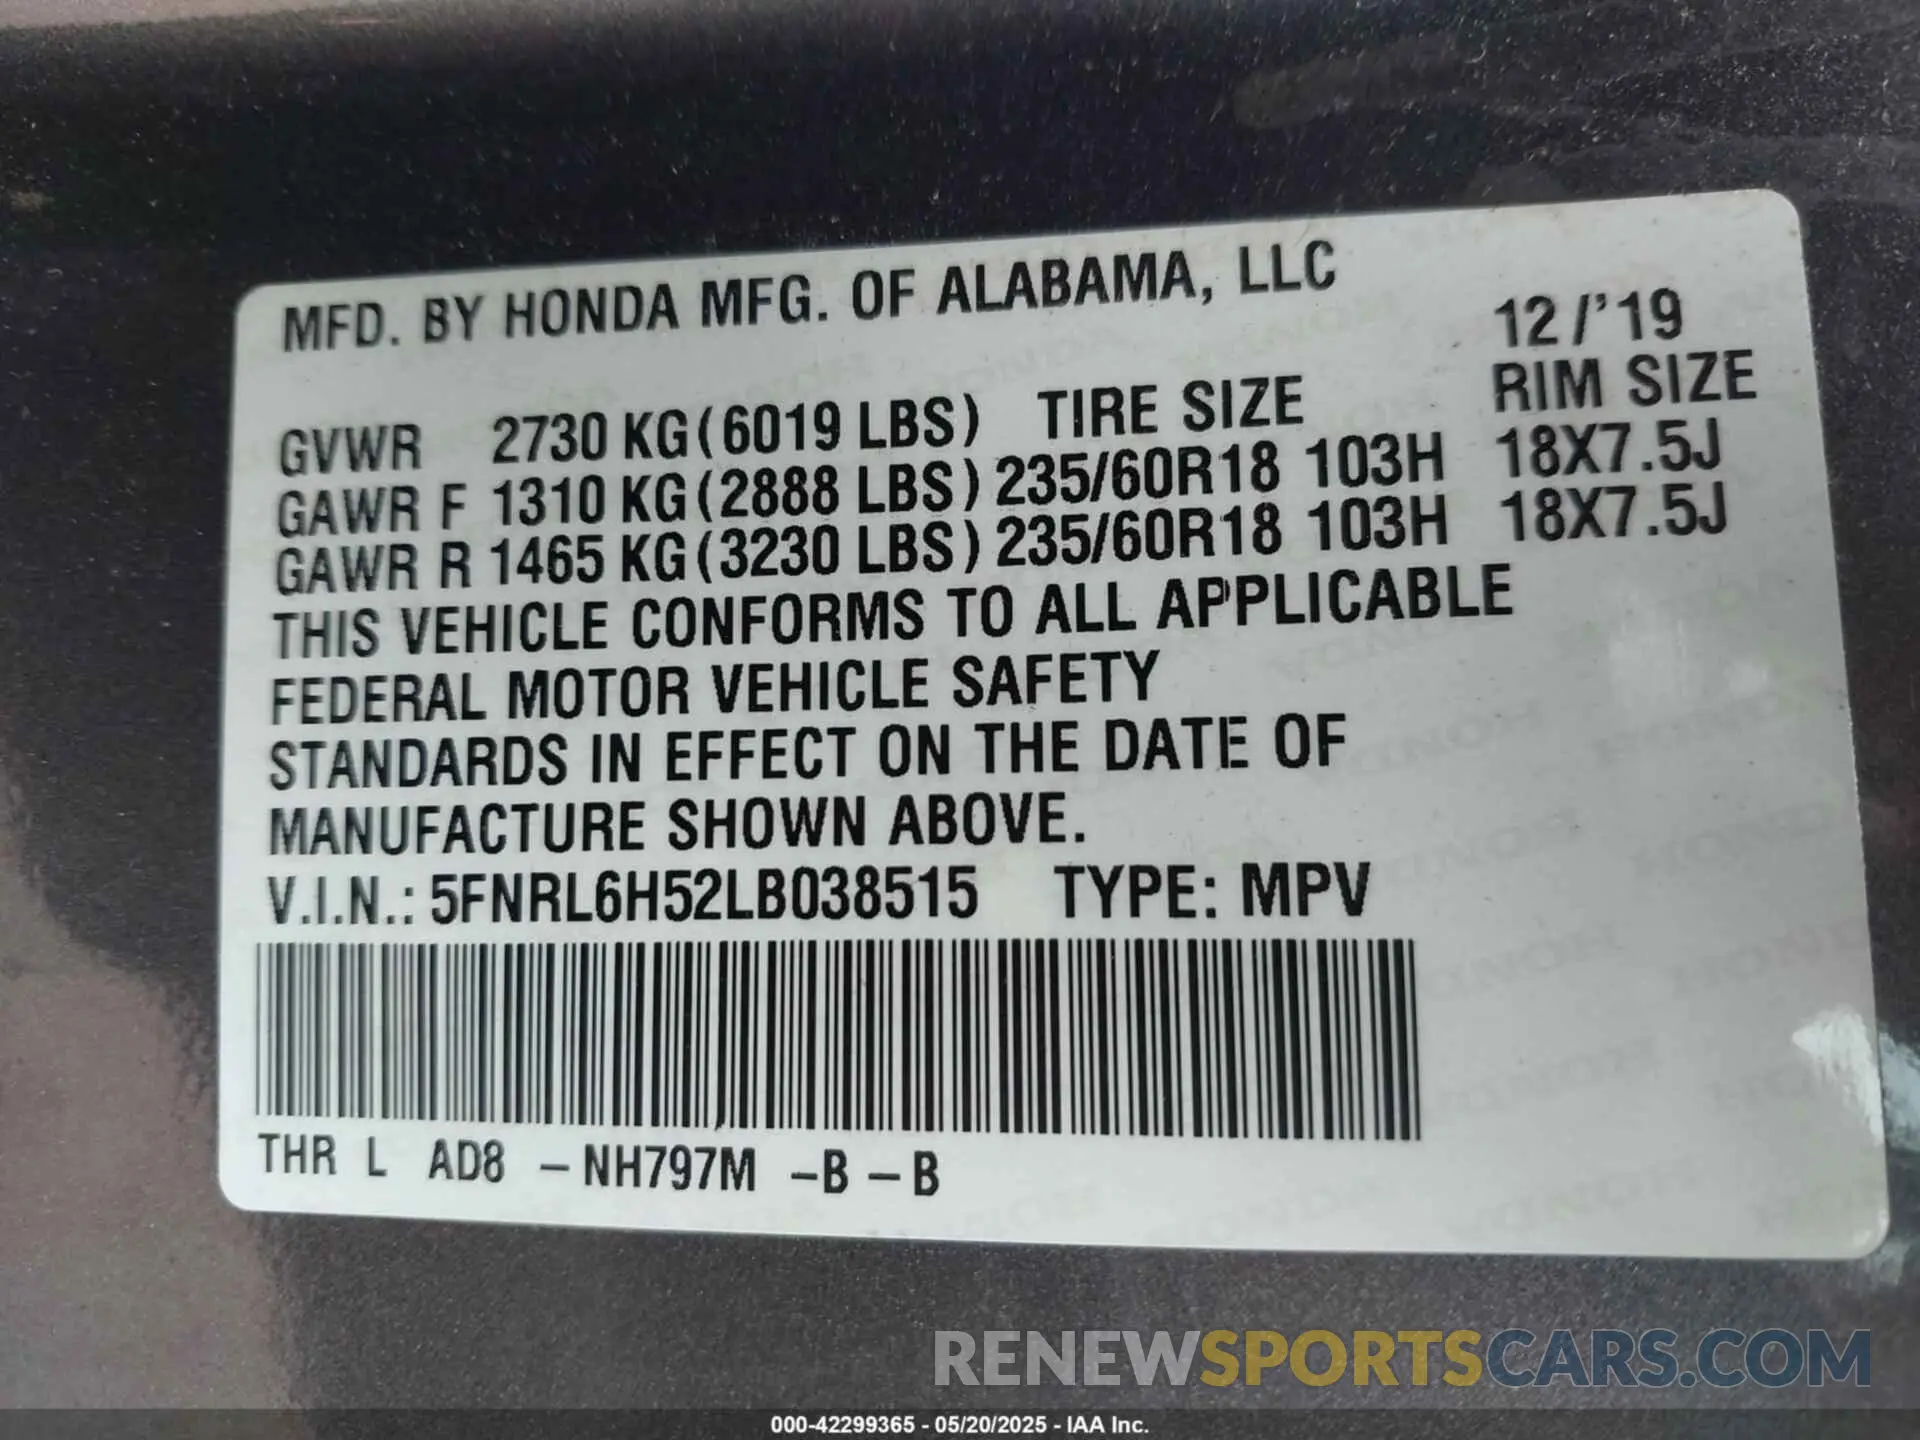 MFD. BY HONDA MFG. OF ALABAMA, LLC
12/'19
GVWR 2730 KG(6019 LBS) TIRE SIZE RIM SIZE
GAWR F 1310 KG(2888 LBS) 235/60R18 103H 18X7.5J
GAWR R 1465 KG(3230 LBS) 235/60R18 103H 18X7.5J
THIS VEHICLE CONFORMS TO ALL APPLICABLE
FEDERAL MOTOR VEHICLE SAFETY
STANDARDS IN EFFECT ON THE DATE OF
MANUFACTURE SHOWN ABOVE.
V.I.N.: 5FNRL6H52LB038515 TYPE: MPV
THR L AD8 –NH797M –B –B
RENEWSPORTSCARS.COM
000-42299365 - 05/20/2025 - IAA Inc.